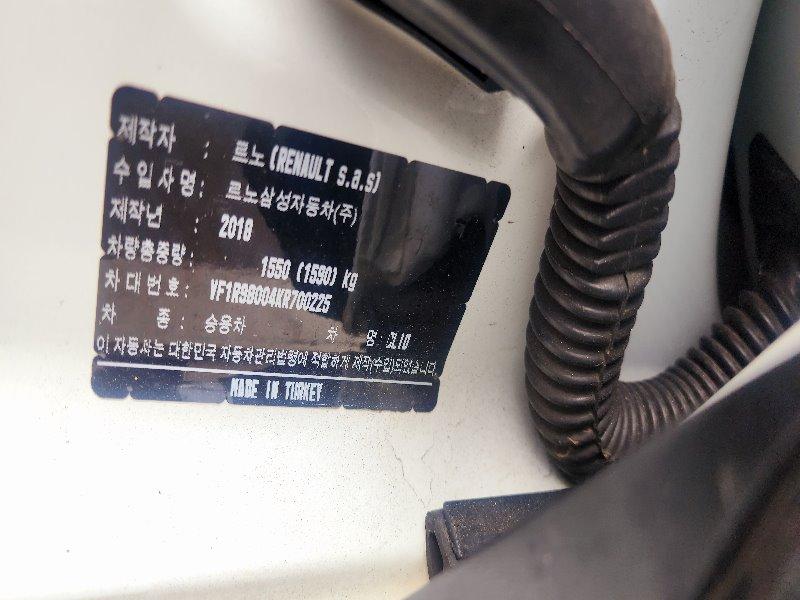 제작자 : 르노 (RENAULT s.a.s)
수입사명 : 르노삼성자동차(주)
제작년 : 2018
차량총중량 : 1550 (1590) kg
차대번호 : VF1R9B004KR700225
차 종 : 승용차 차 명 : CLIO
이 자동차는 대한민국 자동차관리법령에 적합하게 제작(수입)되었습니다.
MADE IN TURKEY